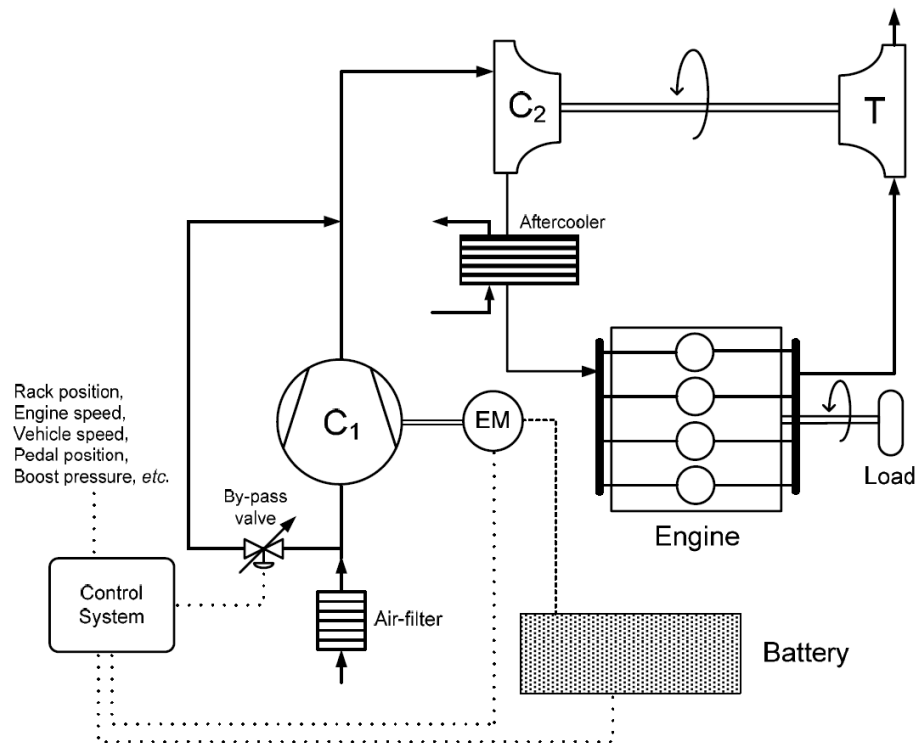 C₂
T
Aftercooler
Rack position,
Engine speed,
Vehicle speed,
Pedal position,
Boost pressure, etc.
C₁
EM
Load
By-pass
valve
Engine
Control
System
Air-filter
Battery